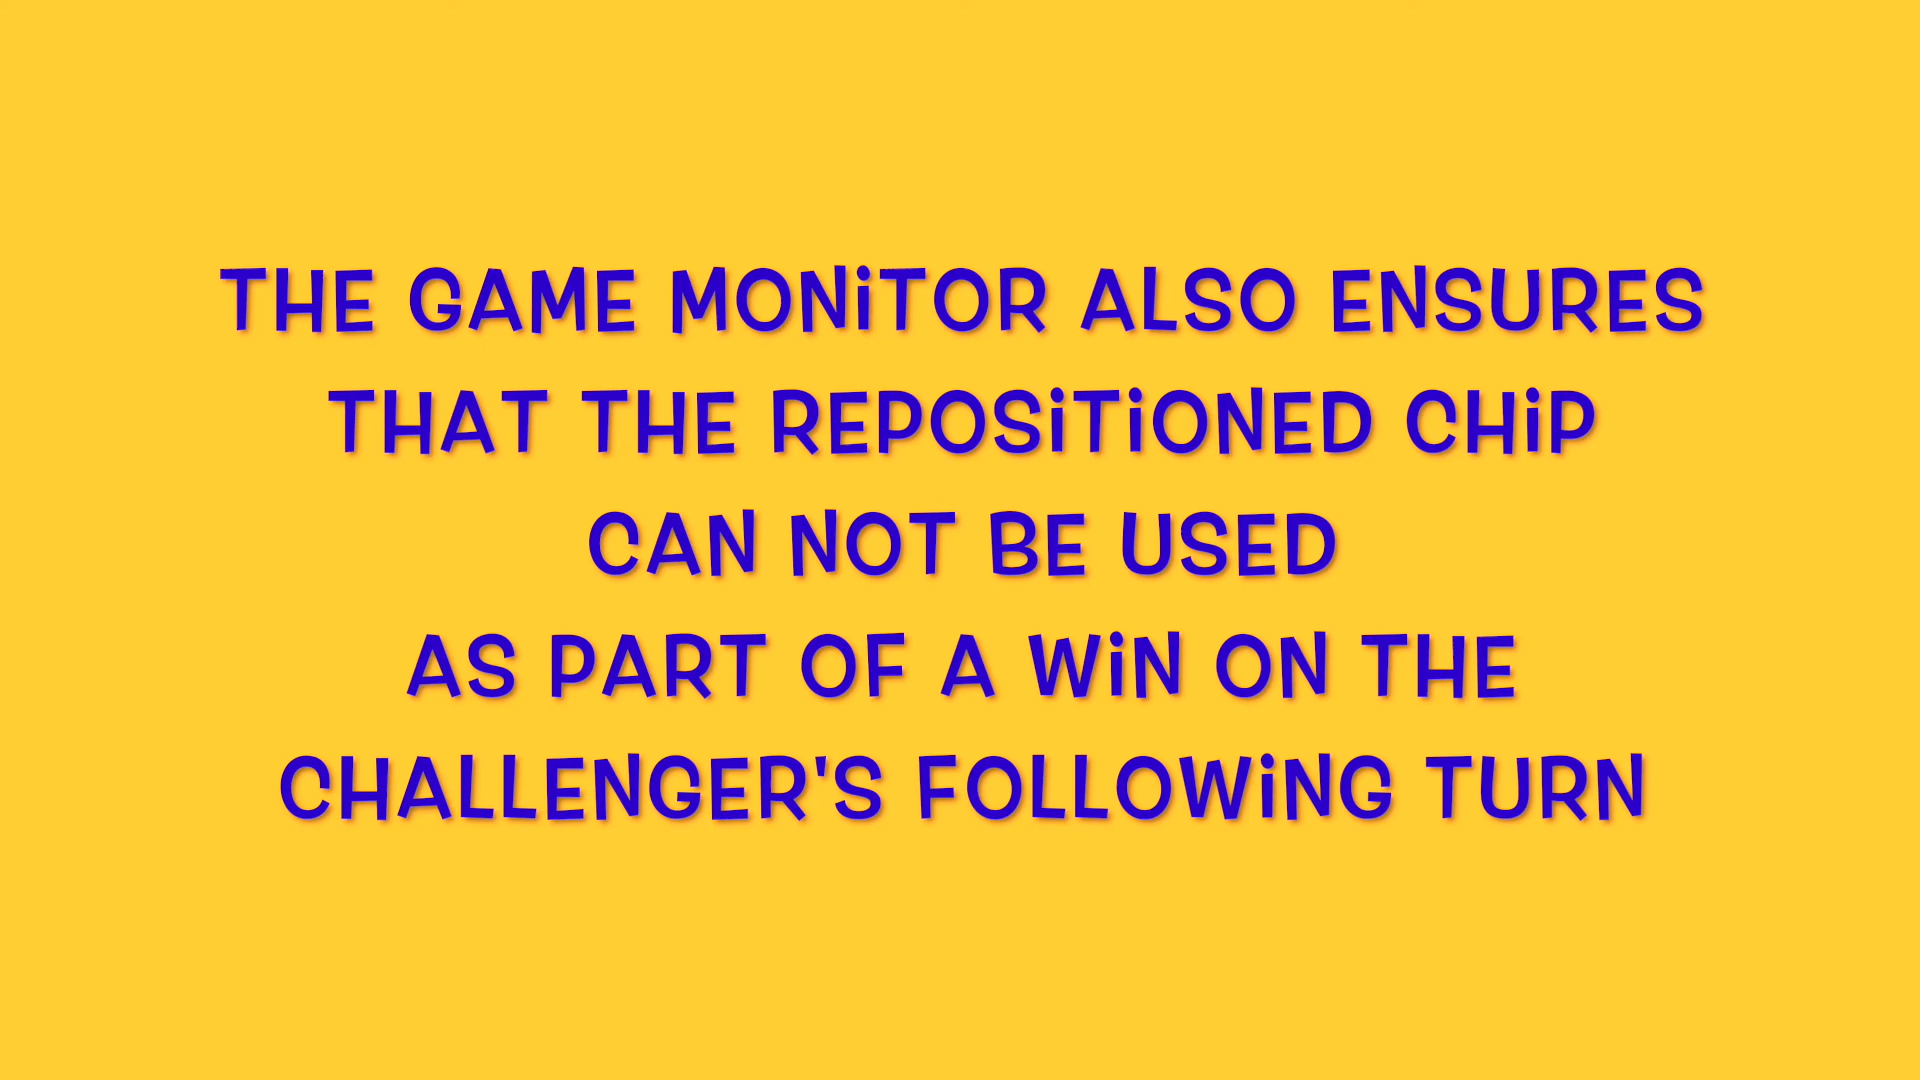 THE GAME MONiTOR ALSO ENSURES
THAT THE REPOSiTiONED CHiP
CAN NOT BE USED
AS PART OF A WiN ON THE
CHALLENGER'S FOLLOWiNG TURN